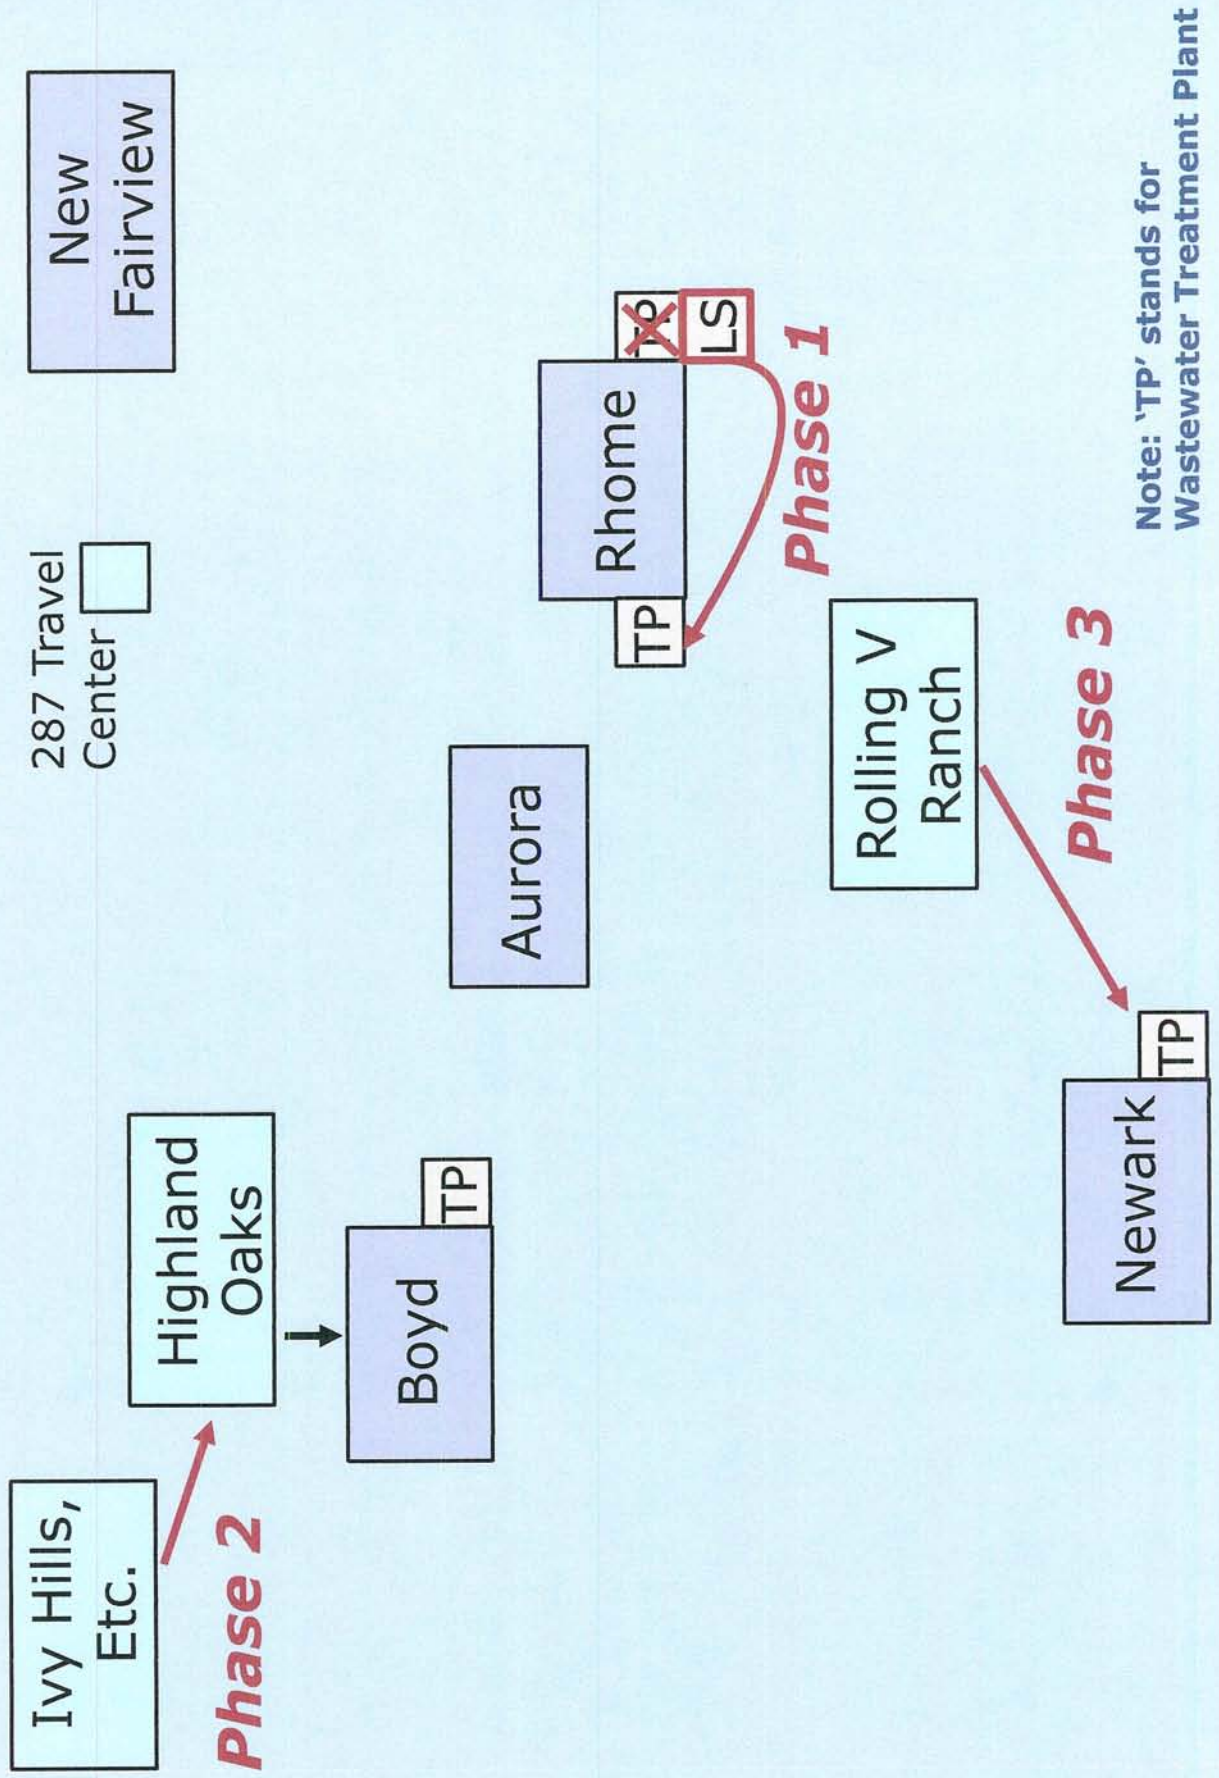 Ivy Hills,
Etc.
287 Travel
Center
New
Fairview
Highland
Oaks
Phase 2
Boyd
TP
Aurora
TP
Rhome
TP
LS
Phase 1
Rolling V
Ranch
Phase 3
Newark
TP
Note: ‘TP’ stands for
Wastewater Treatment Plant